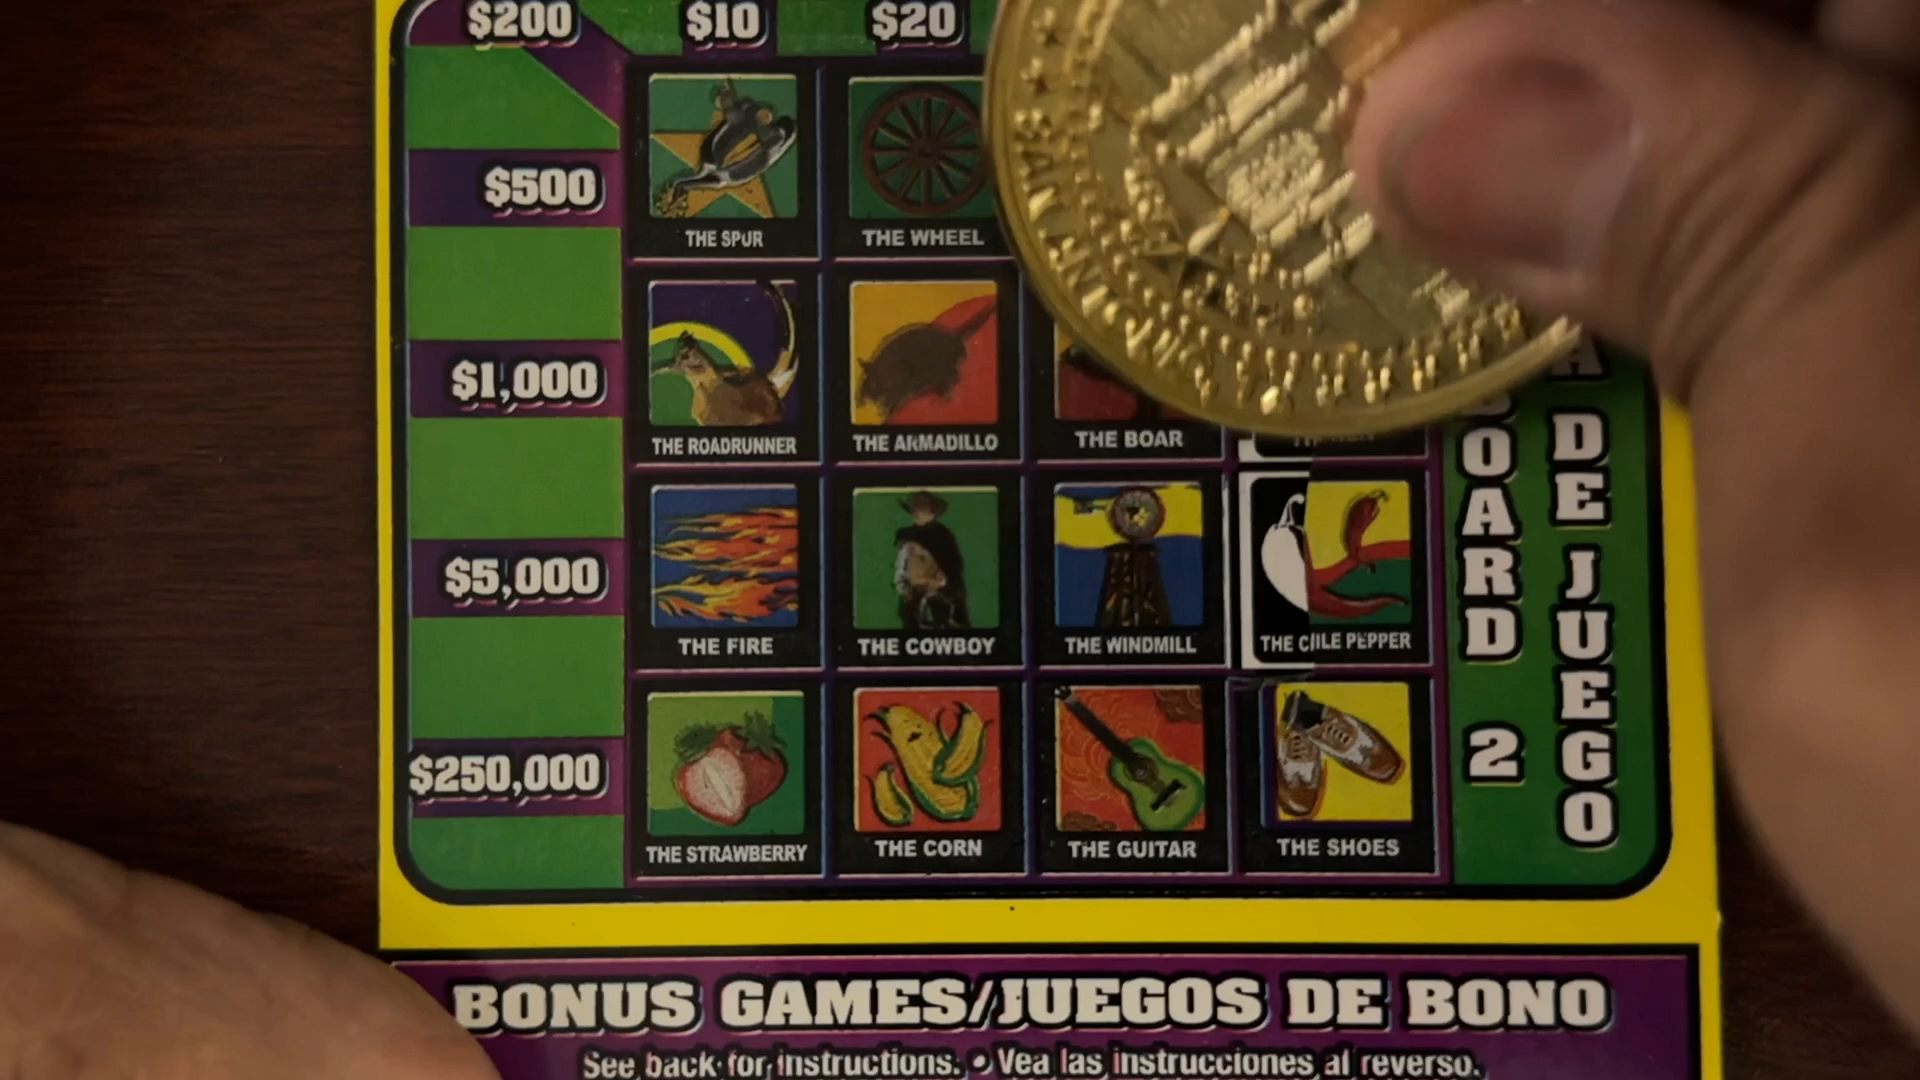 $200 $10 $20
$500
THE SPUR THE WHEEL
$1,000
THE ROADRUNNER THE ARMADILLO THE BOAR
$5,000
THE FIRE THE COWBOY THE WINDMILL THE CHILE PEPPER
$250,000
THE STRAWBERRY THE CORN THE GUITAR THE SHOES
BOARD 2
DE JUEGO
BONUS GAMES/JUEGOS DE BONO
See back for instructions. • Vea las instrucciones al reverso.